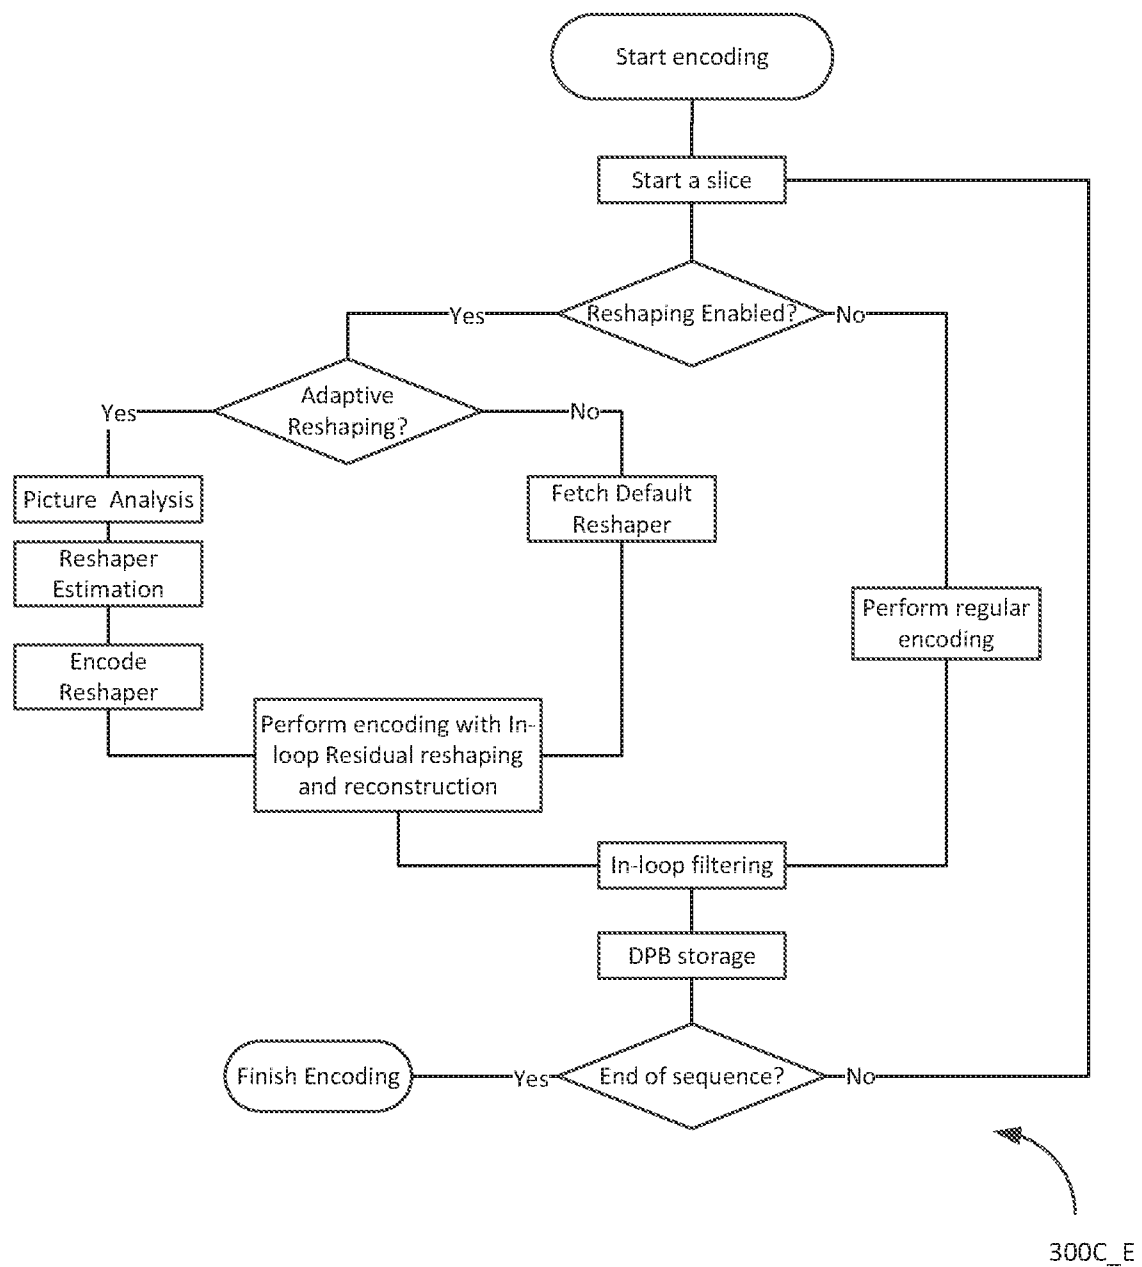 Start encoding
Start a slice
Reshaping Enabled?
Yes
No
Adaptive
Reshaping?
Yes
No
Picture Analysis
Fetch Default
Reshaper
Reshaper
Estimation
Perform regular
encoding
Encode
Reshaper
Perform encoding with In-
loop Residual reshaping
and reconstruction
In-loop filtering
DPB storage
End of sequence?
Yes
No
Finish Encoding
300C_E